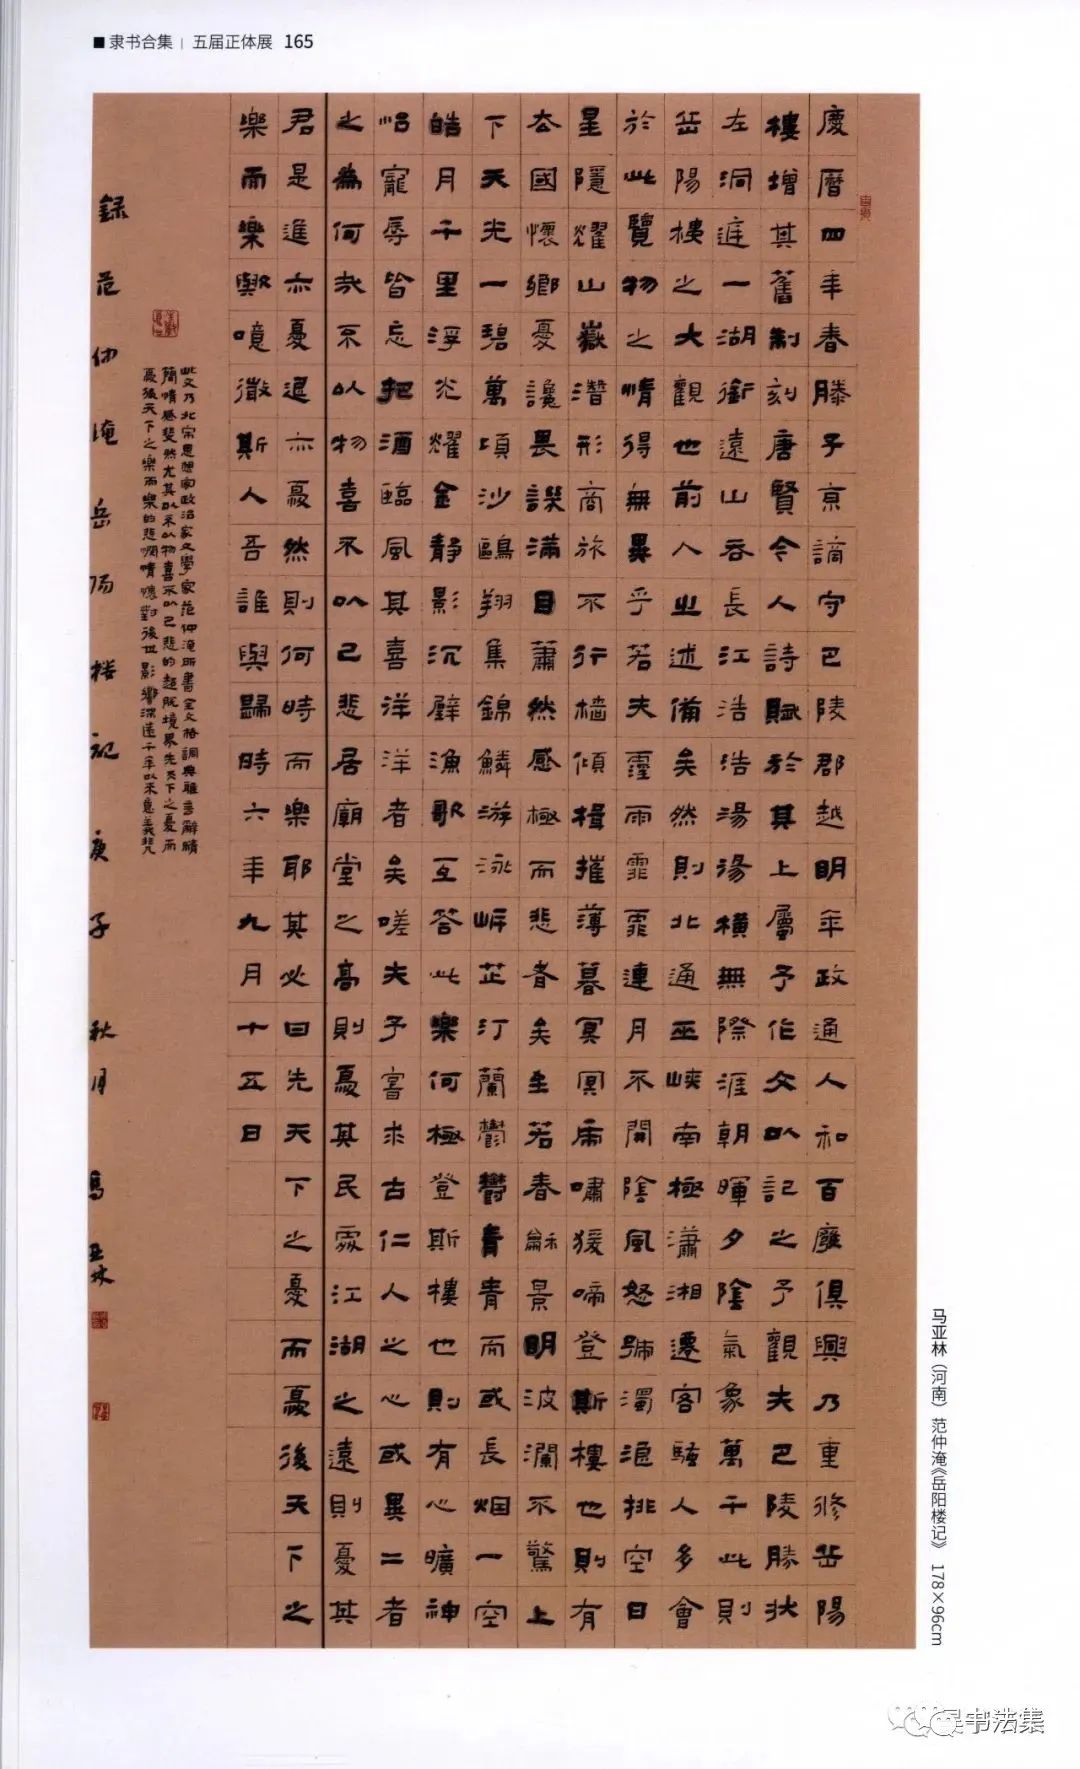 隶书合集 | 五届正体展 165
慶曆四年春滕子京謫守巴陵郡越明年政通人和百廢俱興乃重修岳陽
樓增其舊制刻唐賢今人詩賦於其上屬予作文以記之予觀夫巴陵勝狀
在洞庭一湖銜遠山吞長江浩浩湯湯橫無際涯朝暉夕陰氣象萬千此則
岳陽樓之大觀也前人之述備矣然則北通巫峽南極瀟湘遷客騷人多會
於此覽物之情得無異乎若夫霪雨霏霏連月不開陰風怒號濁浪排空日
星隱耀山嶽潛形商旅不行檣傾楫摧薄暮冥冥虎嘯猨啼登斯樓也則有
去國懷鄉憂讒畏譏滿目蕭然感極而悲者矣至若春龢景明波瀾不驚上
下天光一碧萬頃沙鷗翔集錦鱗游泳岸芷汀蘭鬱鬱青青而或長烟一空
皓月千里浮光耀金靜影沉璧漁歌互答此樂何極登斯樓也則有心曠神
怡寵辱皆忘把酒臨風其喜洋洋者矣嗟夫予嘗求古仁人之心或異二者
之為何哉不以物喜不以己悲居廟堂之高則憂其民處江湖之遠則憂其
君是進亦憂退亦憂然則何時而樂耶其必曰先天下之憂而憂後天下之
樂而樂歟噫微斯人吾誰與歸時六年九月十五日
此文乃北宋思想家政治家文學家范仲淹所書全文格調典雅言辭
簡情感斐然尤其以不以物喜不以己悲的超脫境界先天下之憂而
憂後天下之樂而樂的悲憫情懷對後世影響深遠千年以來意義非凡
録范仲淹岳陽楼記庚子秋月馬亚林
马亚林（河南） 范仲淹《岳阳楼记》 178×96cm
书法集